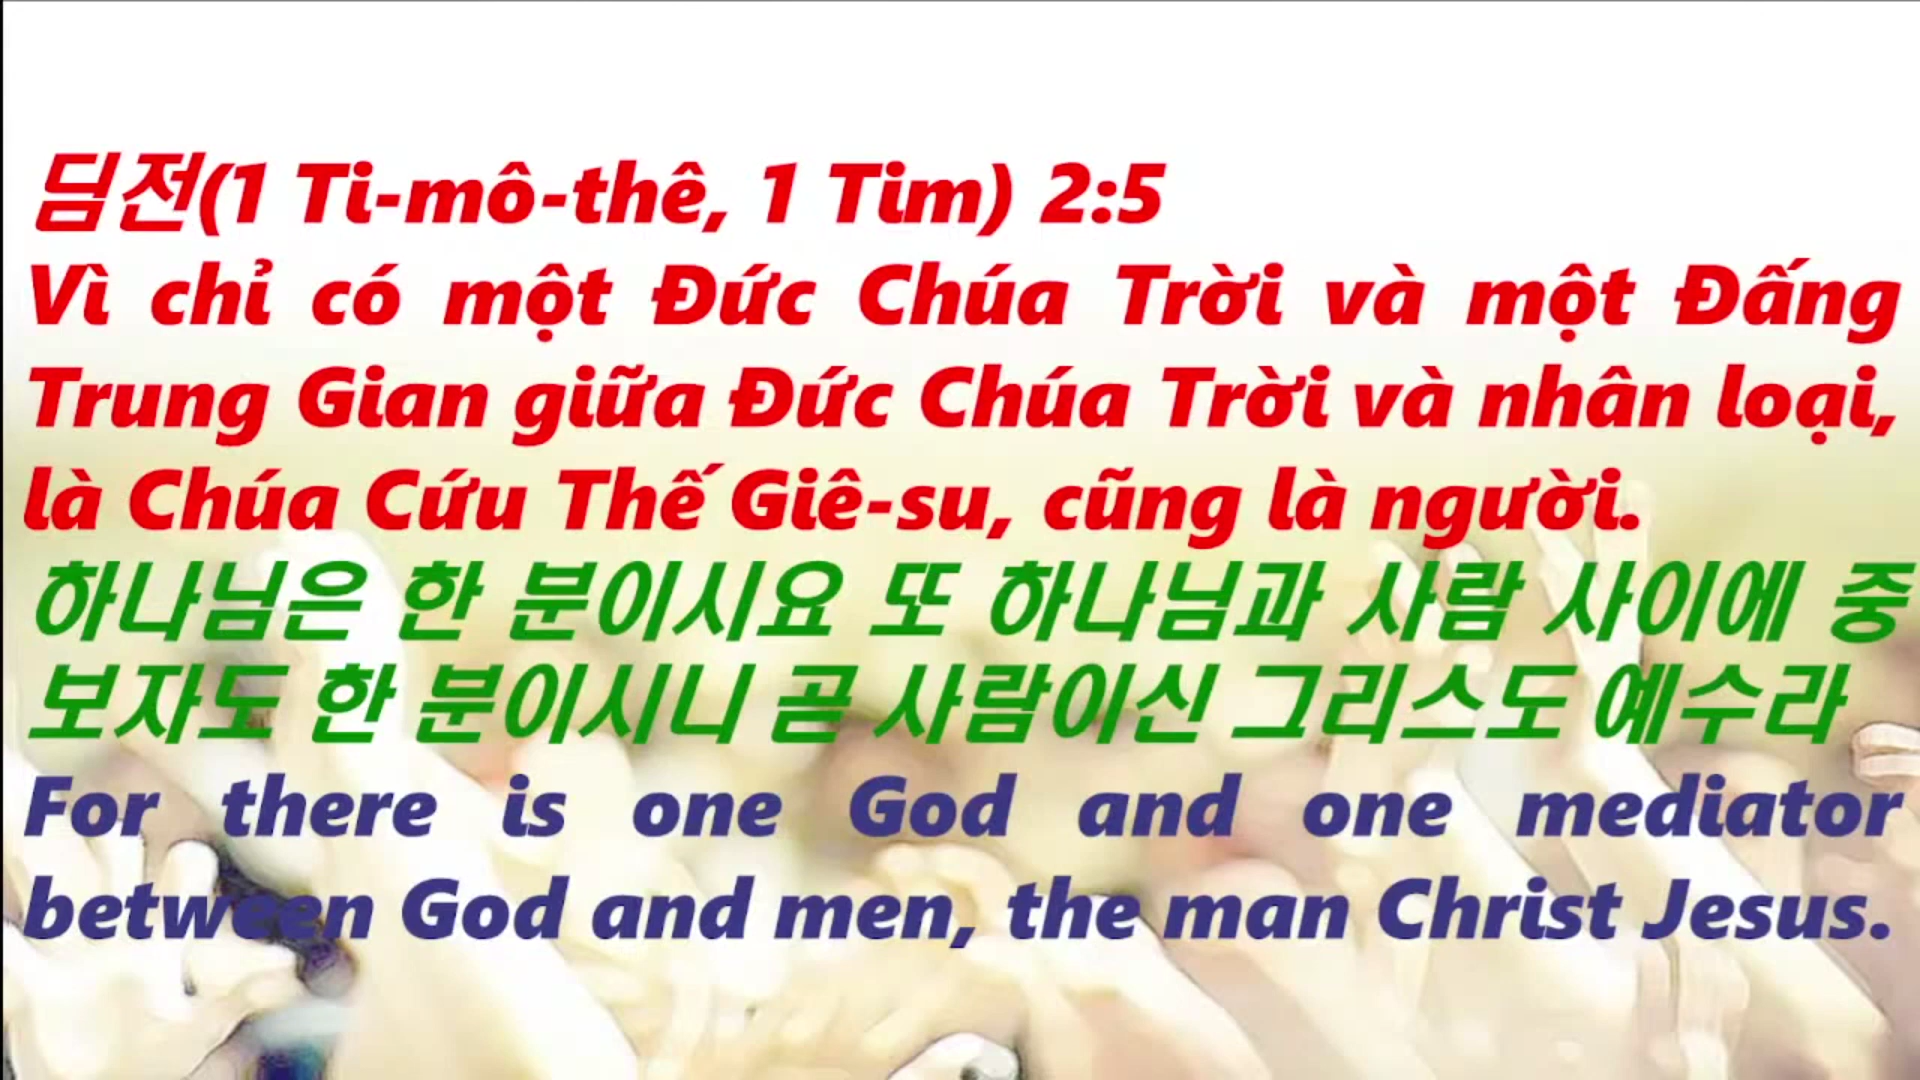 딤전(1 Ti-mô-thê, 1 Tim) 2:5
Vì chỉ có một Đức Chúa Trời và một Đấng
Trung Gian giữa Đức Chúa Trời và nhân loại,
là Chúa Cứu Thế Giê-su, cũng là người.
하나님은 한 분이시요 또 하나님과 사람 사이에 중
보자도 한 분이시니 곧 사람이신 그리스도 예수라
For there is one God and one mediator
between God and men, the man Christ Jesus.